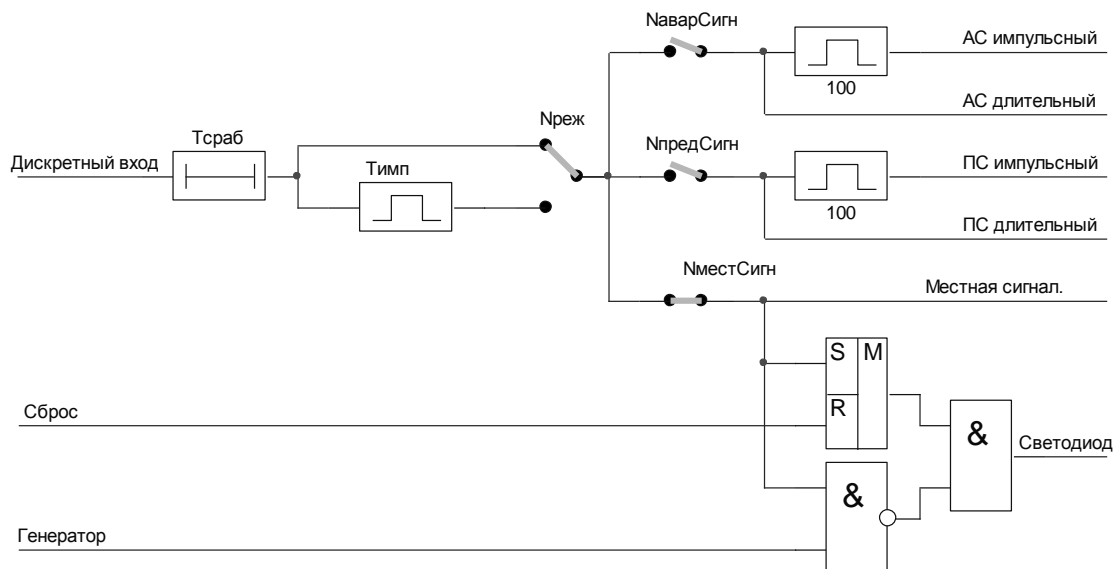 NаварСигн
АС импульсный
100
АС длительный
Nреж
Тсраб
NпредСигн
ПС импульсный
Дискретный вход
Тимп
100
ПС длительный
NместСигн
Местная сигнал.
S M
R
Сброс
&
Светодиод
&
Генератор